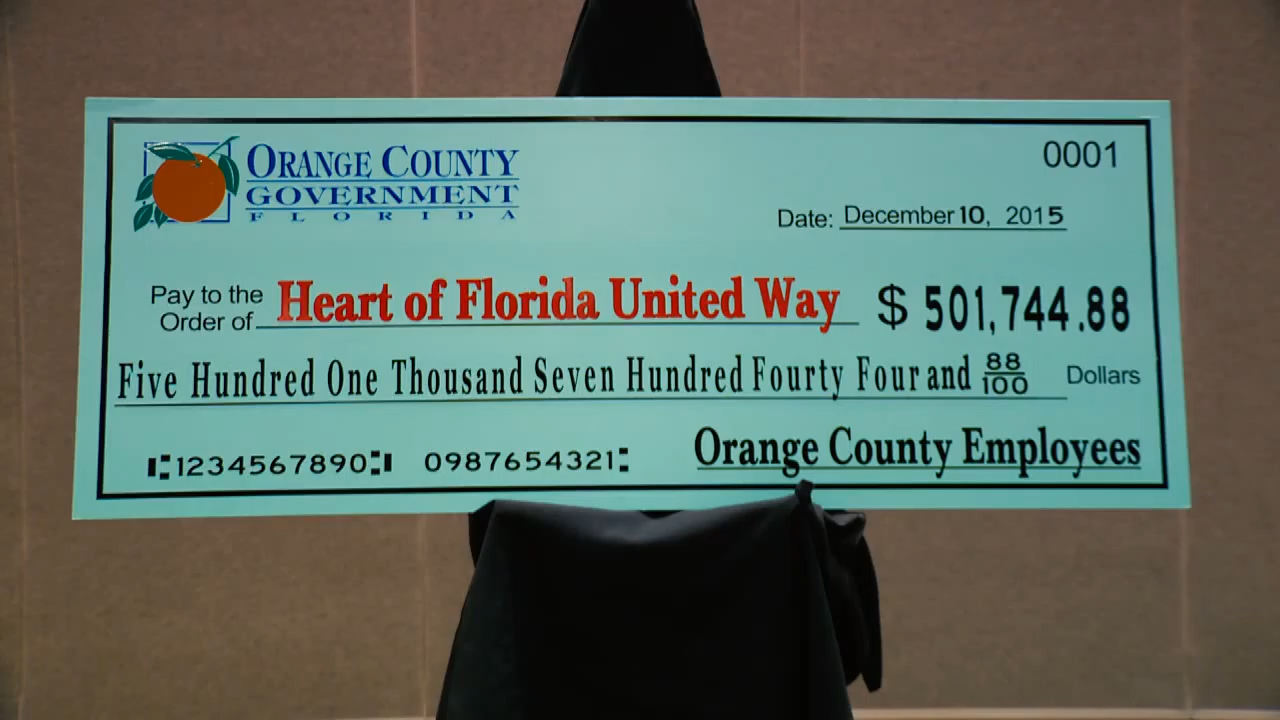 ORANGE COUNTY
GOVERNMENT
FLORIDA
0001
Date: December 10, 2015
Pay to the
Order of Heart of Florida United Way $ 501,744.88
Five Hundred One Thousand Seven Hundred Fourty Four and 88/100 Dollars
⑆1234567890⑆ 0987654321:
Orange County Employees